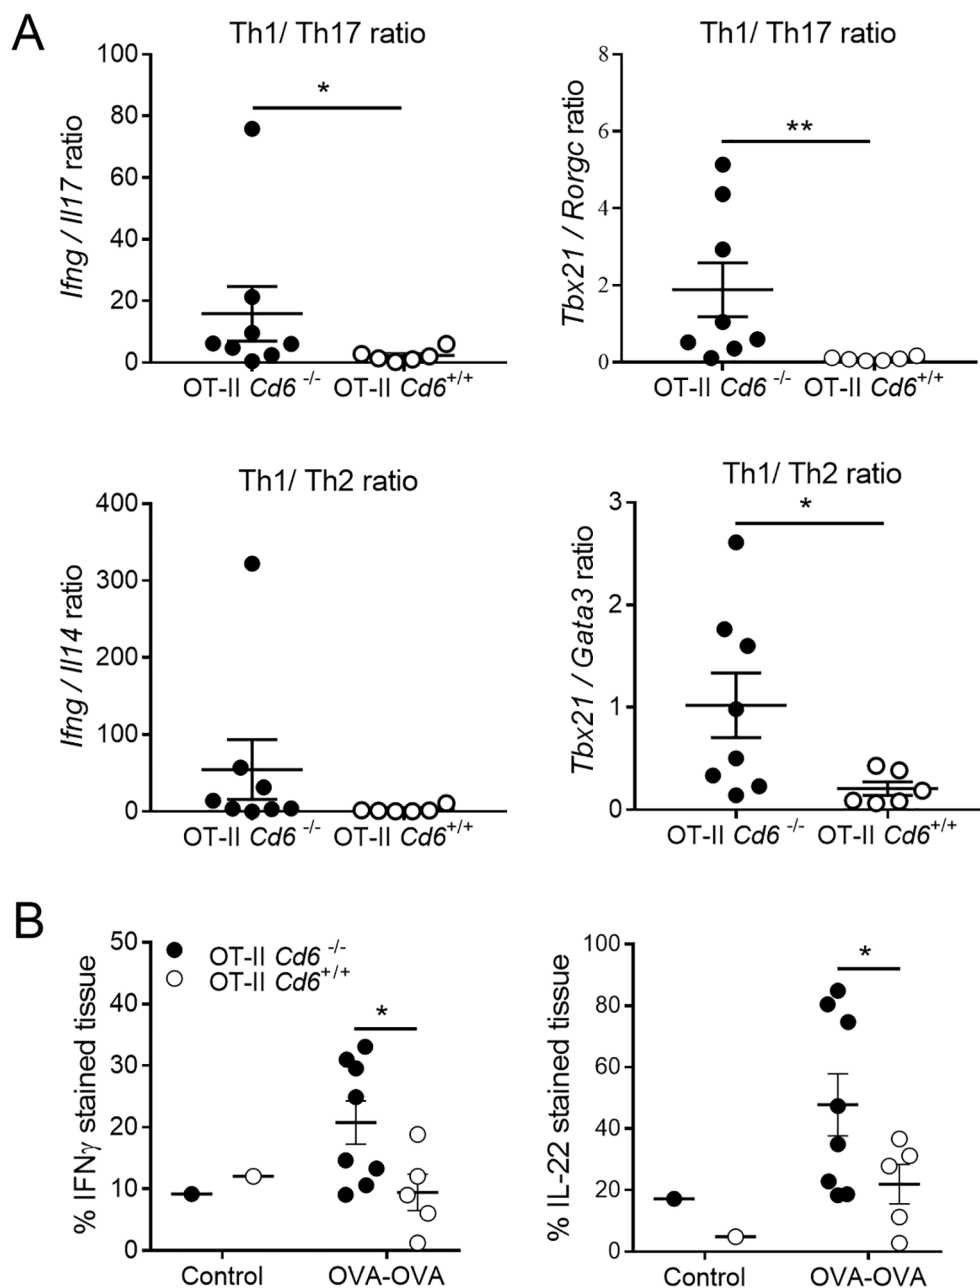 A
Th1/ Th17 ratio
Ifng / Il17 ratio
100
80
60
40
20
0
*
OT-II Cd6 -/-
OT-II Cd6+/+
Th1/ Th17 ratio
Tbx21 / Rorgc ratio
8
6
4
2
0
**
OT-II Cd6 -/-
OT-II Cd6+/+
Th1/ Th2 ratio
Ifng / Il14 ratio
400
300
200
100
0
OT-II Cd6 -/-
OT-II Cd6+/+
Th1/ Th2 ratio
Tbx21 / Gata3 ratio
3
2
1
0
*
OT-II Cd6 -/-
OT-II Cd6+/+
B
% IFNγ stained tissue
50
40
30
20
10
0
OT-II Cd6 -/-
OT-II Cd6+/+
*
Control
OVA-OVA
% IL-22 stained tissue
100
80
60
40
20
0
*
Control
OVA-OVA